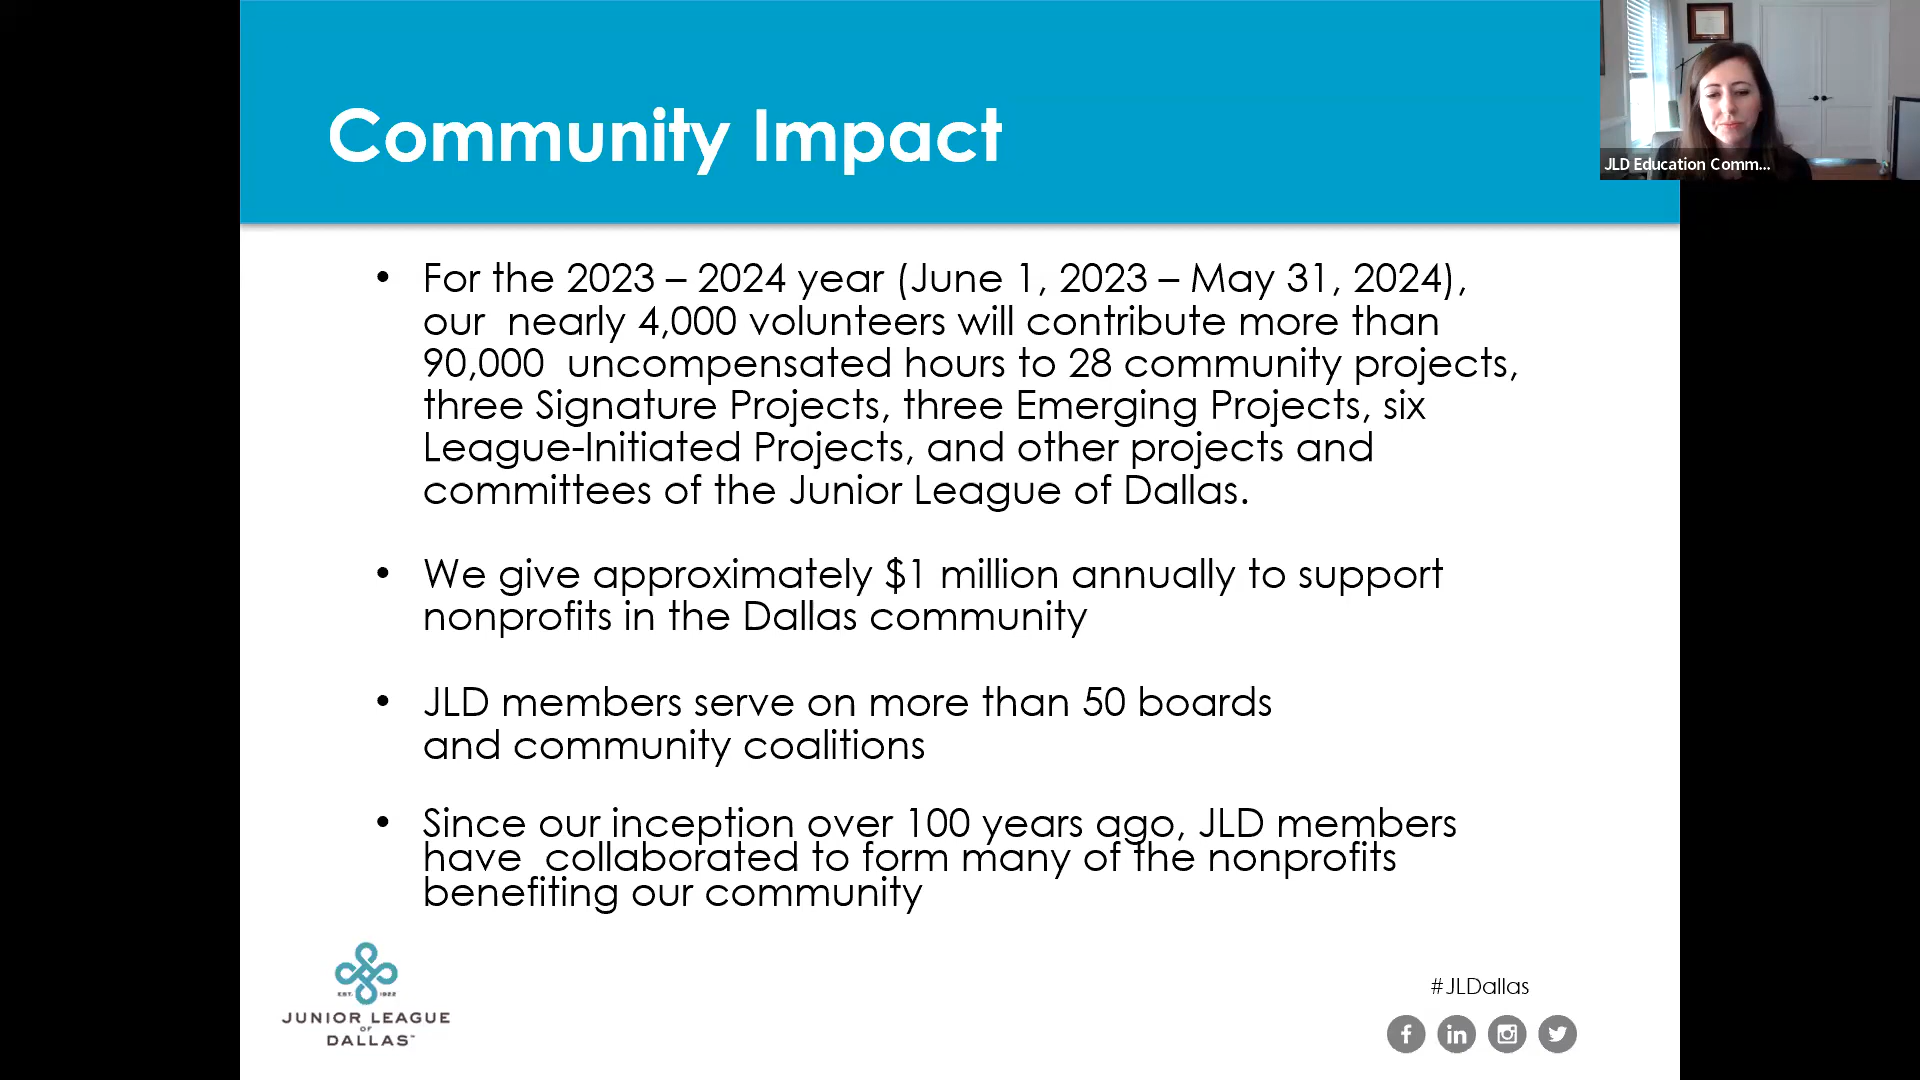 Community Impact
JLD Education Comm...
• For the 2023 – 2024 year (June 1, 2023 – May 31, 2024),
our nearly 4,000 volunteers will contribute more than
90,000 uncompensated hours to 28 community projects,
three Signature Projects, three Emerging Projects, six
League-Initiated Projects, and other projects and
committees of the Junior League of Dallas.
• We give approximately $1 million annually to support
nonprofits in the Dallas community
• JLD members serve on more than 50 boards
and community coalitions
• Since our inception over 100 years ago, JLD members
have collaborated to form many of the nonprofits
benefiting our community
EST. 1922
JUNIOR LEAGUE
OF
DALLAS™
#JLDallas